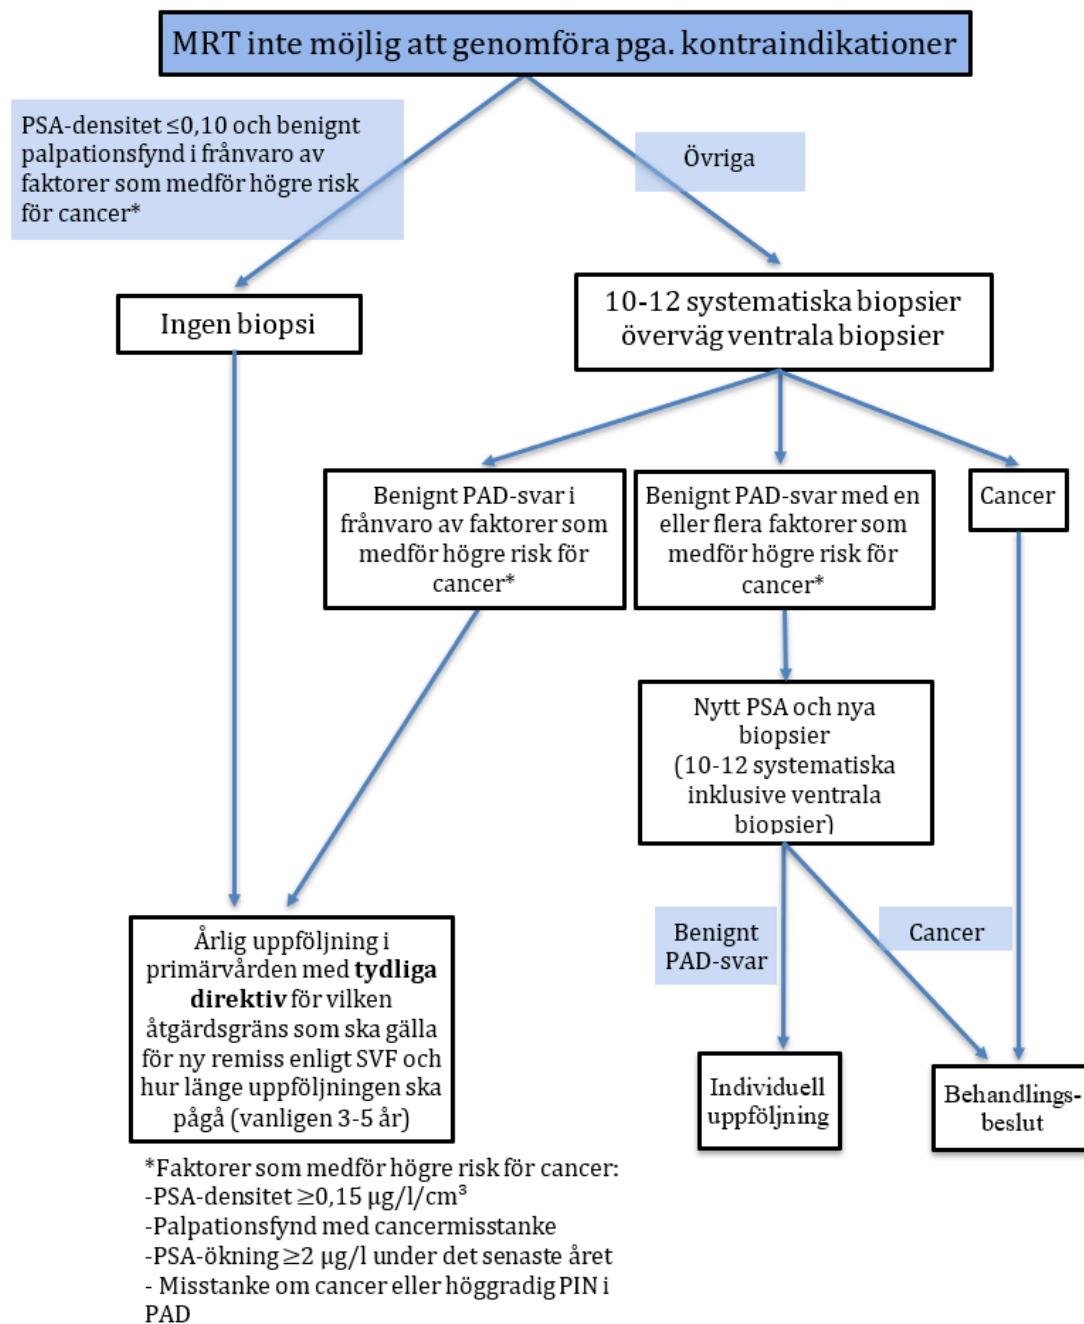 MRT inte möjlig att genomföra pga. kontraindikationer
PSA-densitet ≤0,10 och benignt
palpationsfynd i frånvaro av
faktorer som medför högre risk
för cancer*
Övriga
Ingen biopsi
10-12 systematiska biopsier
överväg ventrala biopsier
Benignt PAD-svar i
frånvaro av faktorer som
medför högre risk för
cancer*
Benignt PAD-svar med en
eller flera faktorer som
medför högre risk för
cancer*
Cancer
Nytt PSA och nya
biopsier
(10-12 systematiska
inklusive ventrala
biopsier)
Benignt
PAD-svar
Cancer
Årlig uppföljning i
primärvården med tydliga
direktiv för vilken
åtgärdsgräns som ska gälla
för ny remiss enligt SVF och
hur länge uppföljningen ska
pågå (vanligen 3-5 år)
Individuell
uppföljning
Behandlings-
beslut
*Faktorer som medför högre risk för cancer:
-PSA-densitet ≥0,15 µg/l/cm³
-Palpationsfynd med cancermisstanke
-PSA-ökning ≥2 µg/l under det senaste året
- Misstanke om cancer eller höggradig PIN i
PAD